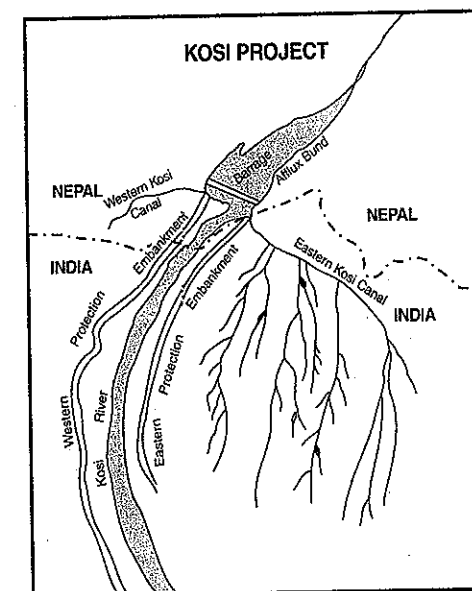 KOSI PROJECT
Barrage
Afflux Bund
NEPAL
Western Kosi
Canal
NEPAL
INDIA
Embankment
Protection
Western
Eastern Kosi Canal
INDIA
Embankment
Protection
Eastern
River
Kosi